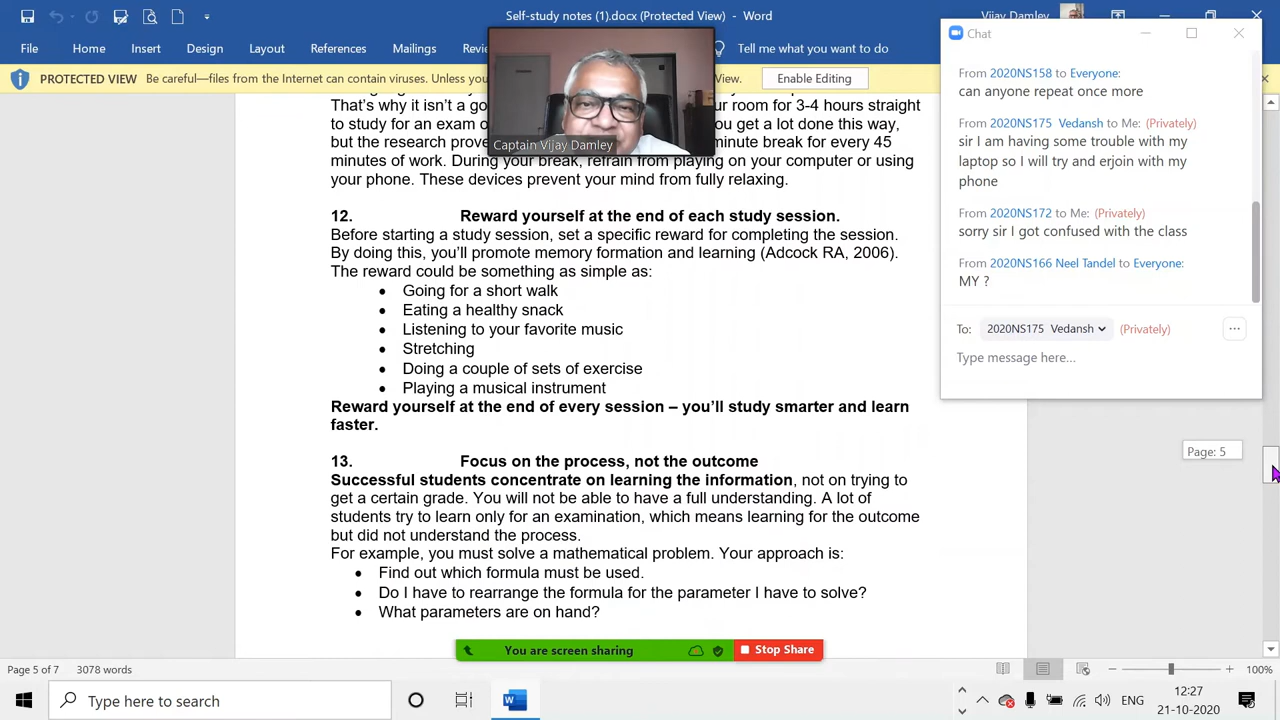 Self-study notes (1).docx (Protected View) - Word
File Home Insert Design Layout References Mailings Tell me what you want to do
PROTECTED VIEW Be careful—files from the Internet can contain viruses. Unless you View. Enable Editing
That's why it isn't a go ur room for 3-4 hours straight
to study for an exam o ou get a lot done this way,
but the research prove minute break for every 45
minutes of work. During your break, refrain from playing on your computer or using
your phone. These devices prevent your mind from fully relaxing.
Captain Vijay Damley
12. Reward yourself at the end of each study session.
Before starting a study session, set a specific reward for completing the session.
By doing this, you'll promote memory formation and learning (Adcock RA, 2006).
The reward could be something as simple as:
• Going for a short walk
• Eating a healthy snack
• Listening to your favorite music
• Stretching
• Doing a couple of sets of exercise
• Playing a musical instrument
Reward yourself at the end of every session – you'll study smarter and learn
faster.
13. Focus on the process, not the outcome
Successful students concentrate on learning the information, not on trying to
get a certain grade. You will not be able to have a full understanding. A lot of
students try to learn only for an examination, which means learning for the outcome
but did not understand the process.
For example, you must solve a mathematical problem. Your approach is:
• Find out which formula must be used.
• Do I have to rearrange the formula for the parameter I have to solve?
• What parameters are on hand?
Chat
From 2020NS158 to Everyone:
can anyone repeat once more
From 2020NS175 Vedansh to Me: (Privately)
sir I am having some trouble with my
laptop so I will try and erjoin with my
phone
From 2020NS172 to Me: (Privately)
sorry sir I got confused with the class
From 2020NS166 Neel Tandel to Everyone:
MY ?
To: 2020NS175 Vedansh (Privately)
Type message here...
Page: 5
You are screen sharing Stop Share
Page 5 of 7 3078 words 100%
Type here to search ENG 12:27
21-10-2020